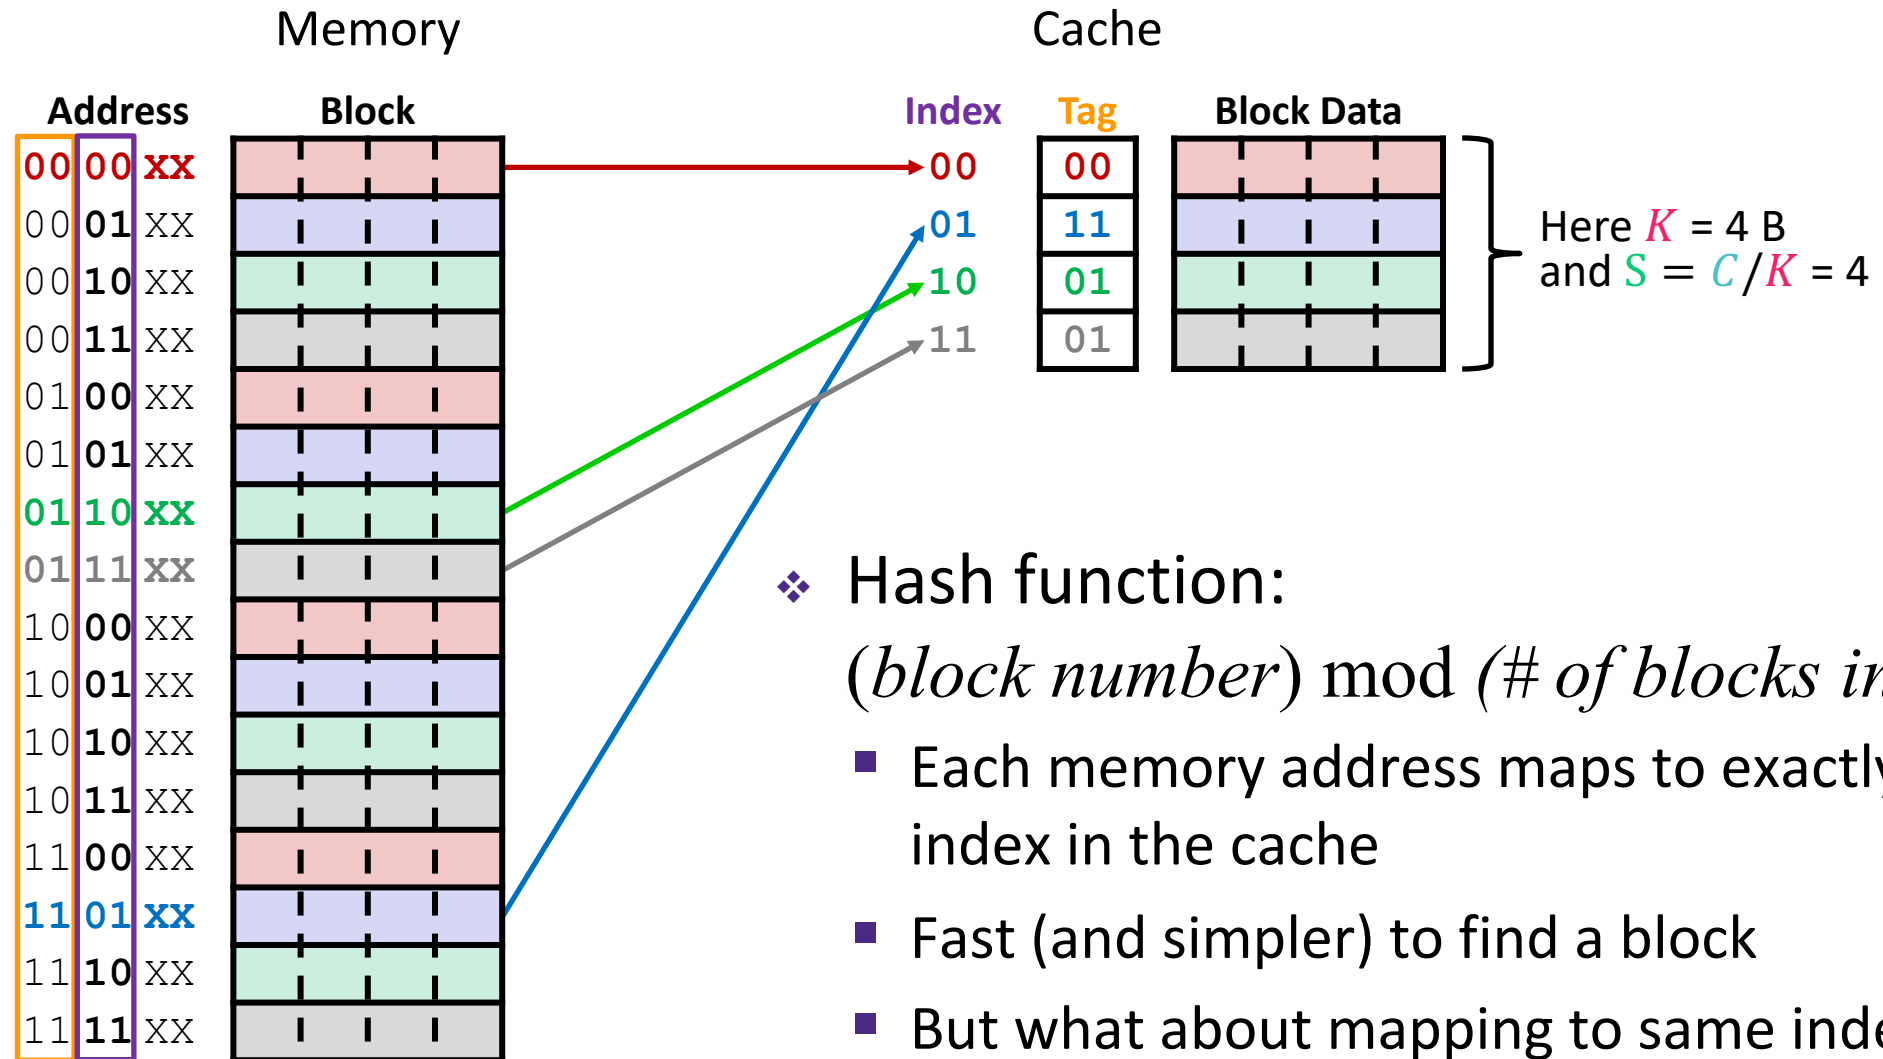 Memory
Cache
Address Block
Index Tag Block Data
00 00 XX
00 01 XX
00 10 XX
00 11 XX
01 00 XX
01 01 XX
01 10 XX
01 11 XX
10 00 XX
10 01 XX
10 10 XX
10 11 XX
11 00 XX
11 01 XX
11 10 XX
11 11 XX
00 00
01 11
10 01
11 01
Here K = 4 B
and S = C/K = 4
❖ Hash function:
(block number) mod (# of blocks in
■ Each memory address maps to exactly
index in the cache
■ Fast (and simpler) to find a block
■ But what about mapping to same